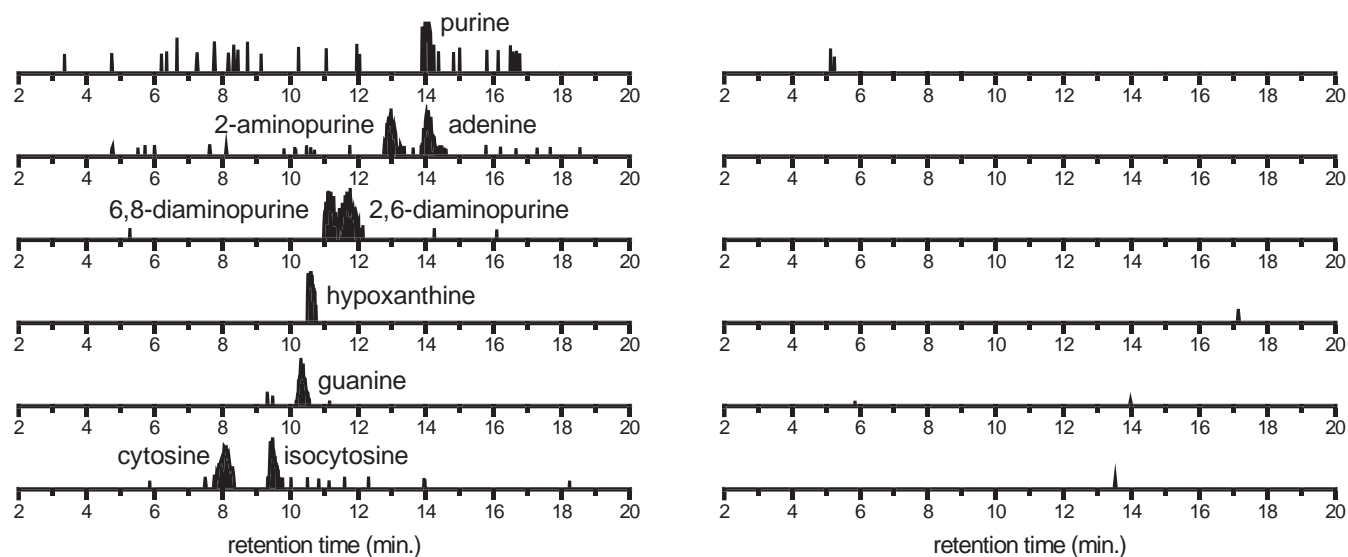 purine
2 4 6 8 10 12 14 16 18 20
2 4 6 8 10 12 14 16 18 20
2-aminopurine adenine
2 4 6 8 10 12 14 16 18 20
2 4 6 8 10 12 14 16 18 20
6,8-diaminopurine 2,6-diaminopurine
2 4 6 8 10 12 14 16 18 20
2 4 6 8 10 12 14 16 18 20
hypoxanthine
2 4 6 8 10 12 14 16 18 20
2 4 6 8 10 12 14 16 18 20
guanine
2 4 6 8 10 12 14 16 18 20
2 4 6 8 10 12 14 16 18 20
cytosine isocytosine
2 4 6 8 10 12 14 16 18 20
2 4 6 8 10 12 14 16 18 20
retention time (min.)
retention time (min.)